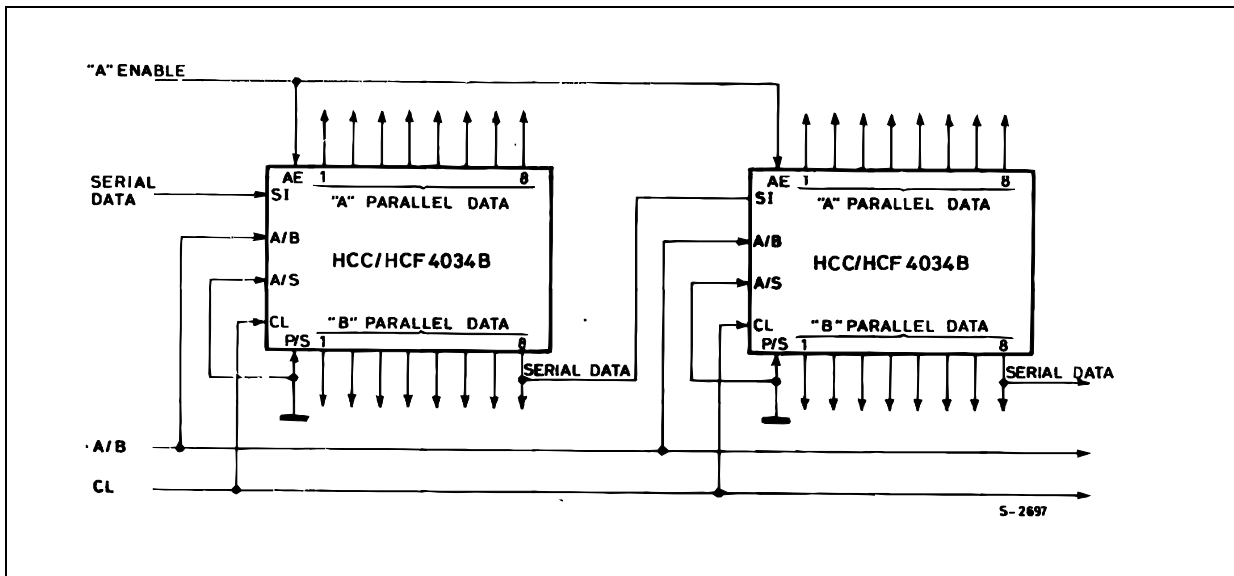 "A" ENABLE
SERIAL
DATA
AE
1
8
SI
"A" PARALLEL DATA
A/B
HCC/HCF 4034B
A/S
CL
"B" PARALLEL DATA
P/S
1
8
SERIAL DATA
AE
1
8
SI
"A" PARALLEL DATA
A/B
HCC/HCF 4034B
A/S
CL
"B" PARALLEL DATA
P/S
1
8
SERIAL DATA
A/B
CL
S-2697